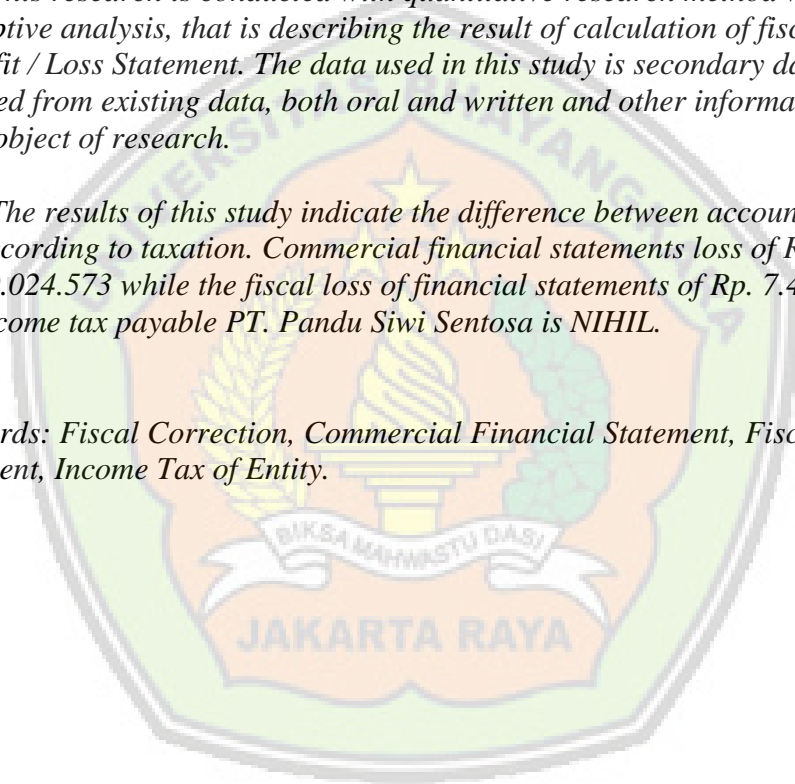 his research is conducted with quantitative research method
ptive analysis, that is describing the result of calculation of fisc
fit / Loss Statement. The data used in this study is secondary da
ed from existing data, both oral and written and other informa
object of research.
The results of this study indicate the difference between accoun
cording to taxation. Commercial financial statements loss of R
.024.573 while the fiscal loss of financial statements of Rp. 7.4
come tax payable PT. Pandu Siwi Sentosa is NIHIL.
rds: Fiscal Correction, Commercial Financial Statement, Fisc
ent, Income Tax of Entity.
UNIVERSITAS BHAYANGKARA
BIKSA MAHWASTU DASI
JAKARTA RAYA